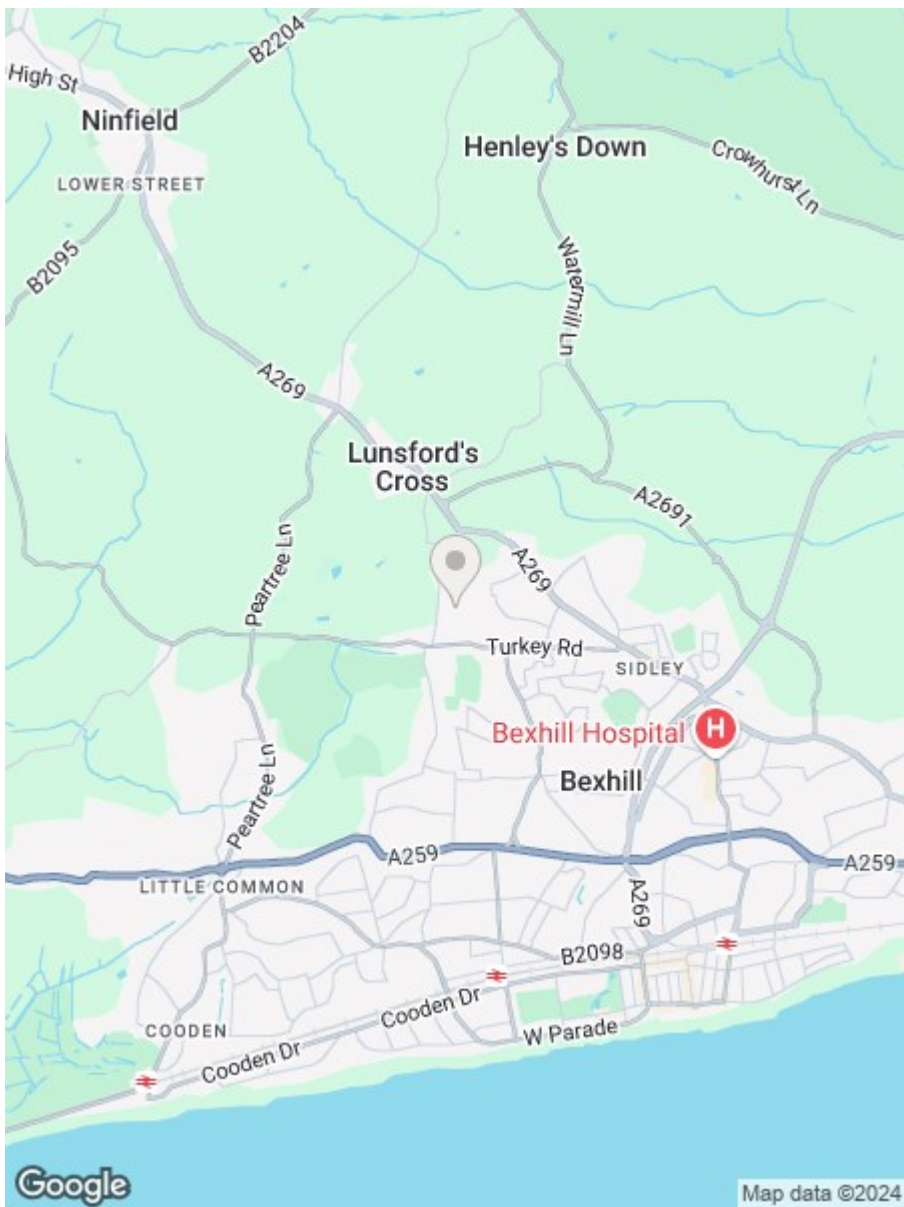 B2204
High St
Ninfield
LOWER STREET
Henley's Down
Crowhurst Ln
B2095
Watermill Ln
A269
Lunsford's
Cross
A2691
Peartree Ln
A269
Turkey Rd
SIDLEY
Bexhill Hospital
H
Bexhill
Peartree Ln
A259
A259
LITTLE COMMON
A269
B2098
Cooden Dr
COODEN
W Parade
Cooden Dr
Google
Map data ©2024